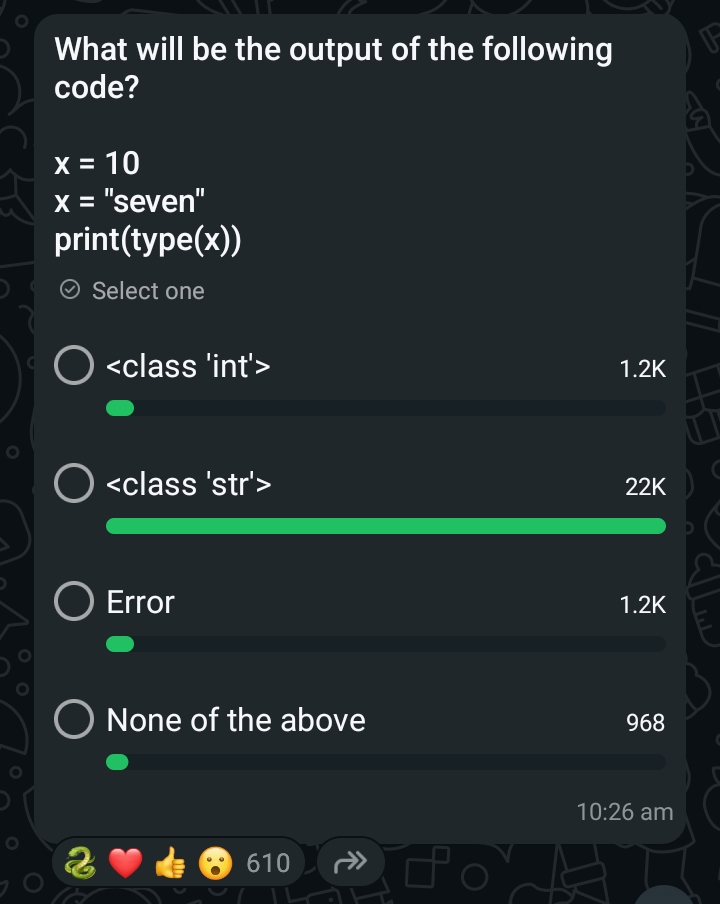 What will be the output of the following
code?
x = 10
x = "seven"
print(type(x))
Select one
<class 'int'> 1.2K
<class 'str'> 22K
Error 1.2K
None of the above 968
10:26 am
610